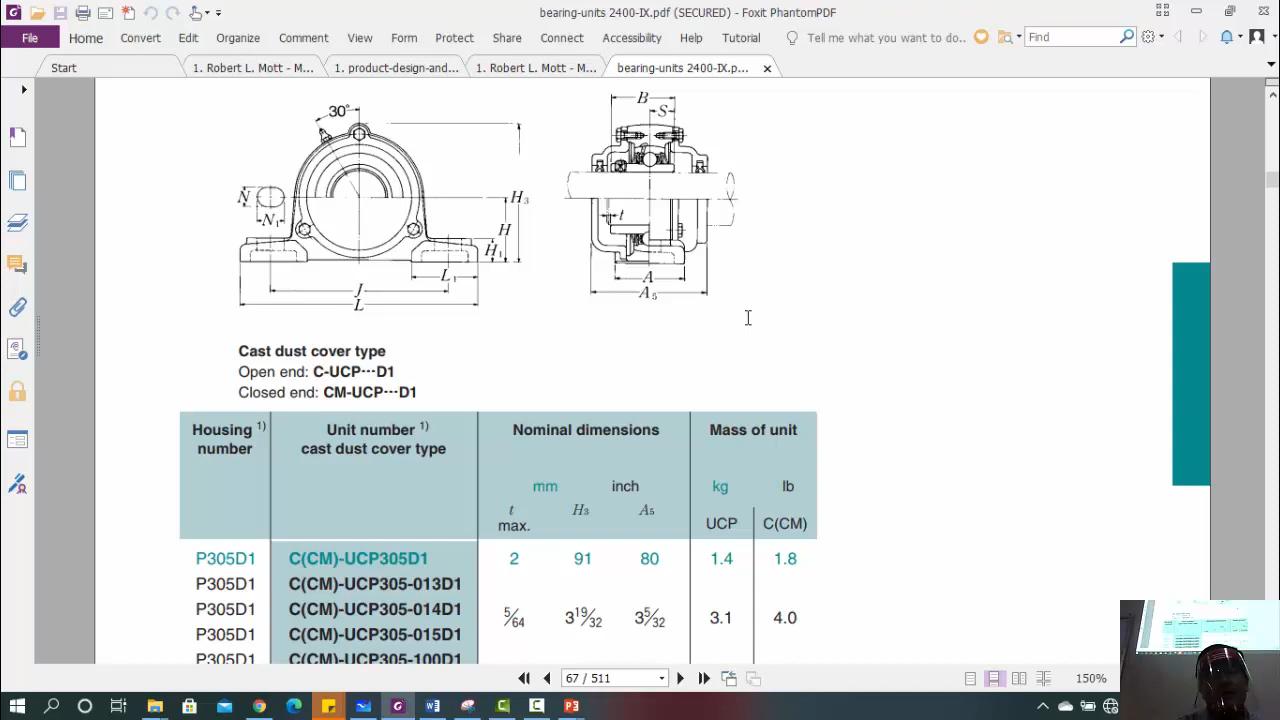 bearing-units 2400-IX.pdf (SECURED) - Foxit PhantomPDF
File Home Convert Edit Organize Comment View Form Protect Share Connect Accessibility Help Tutorial Tell me what you want to do.. Find
Start 1. Robert L. Mott - M... 1. product-design-and... 1. Robert L. Mott - M... bearing-units 2400-IX.p...
30°
N
N1
H3
H
H1
L1
J
L
B
S
t
A
A5
Cast dust cover type
Open end: C-UCP···D1
Closed end: CM-UCP···D1
Housing 1) Unit number 1) Nominal dimensions Mass of unit
number cast dust cover type
mm inch kg lb
t H3 A5
max. UCP C(CM)
P305D1 C(CM)-UCP305D1 2 91 80 1.4 1.8
P305D1 C(CM)-UCP305-013D1
P305D1 C(CM)-UCP305-014D1 5/64 3 19/32 3 5/32 3.1 4.0
P305D1 C(CM)-UCP305-015D1
P305D1 C(CM)-UCP305-100D1
67 / 511 150%